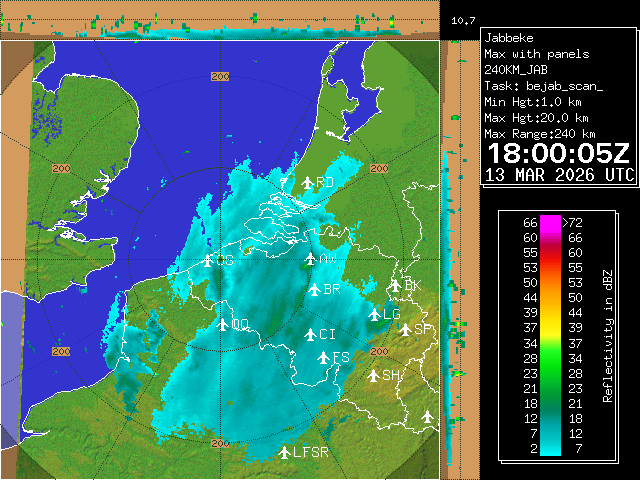 10.7
Jabbeke
Max with panels
240KM_JAB
Task: bejab_scan_
Min Hgt:1.0 km
Max Hgt:20.0 km
Max Range:240 km
18:00:05Z
13 MAR 2026 UTC
200
200
200
RD
OS
AW
BR
BK
LG
SP
OO
CI
FS
SH
200
200
200
LFSR
66 >72
60 66
55 60
53 55
50 53
44 50
39 44
37 39
34 37
28 34
23 28
21 23
18 21
12 18
7 12
2 7
Reflectivity in dBZ